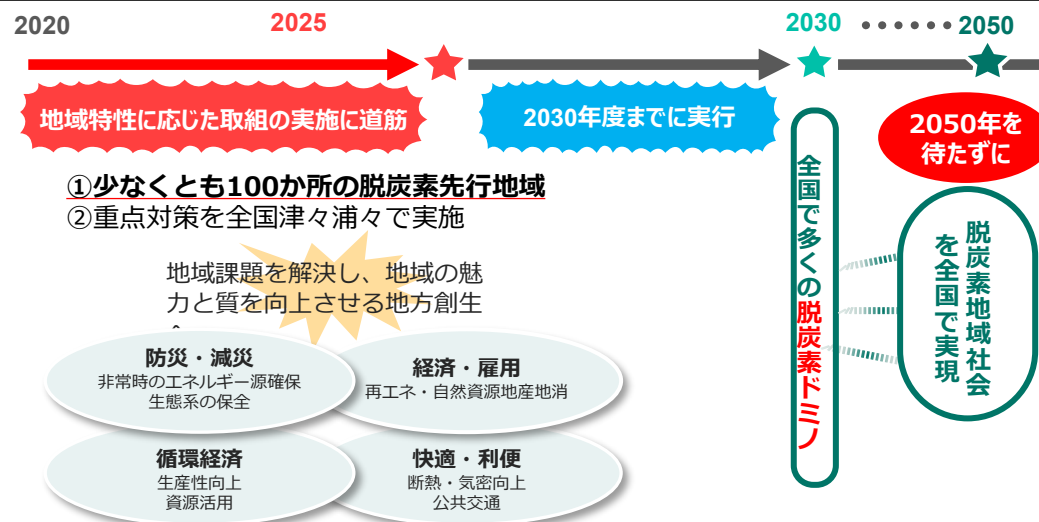 2020
2025
2030
2050
地域特性に応じた取組の実施に道筋
2030年度までに実行
2050年を
待たずに
①少なくとも100か所の脱炭素先行地域
②重点対策を全国津々浦々で実施
地域課題を解決し、地域の魅
力と質を向上させる地方創生
防災・減災
非常時のエネルギー源確保
生態系の保全
経済・雇用
再エネ・自然資源地産地消
循環経済
生産性向上
資源活用
快適・利便
断熱・気密向上
公共交通
全国で多くの脱炭素ドミノ
脱炭素地域社会
を全国で実現